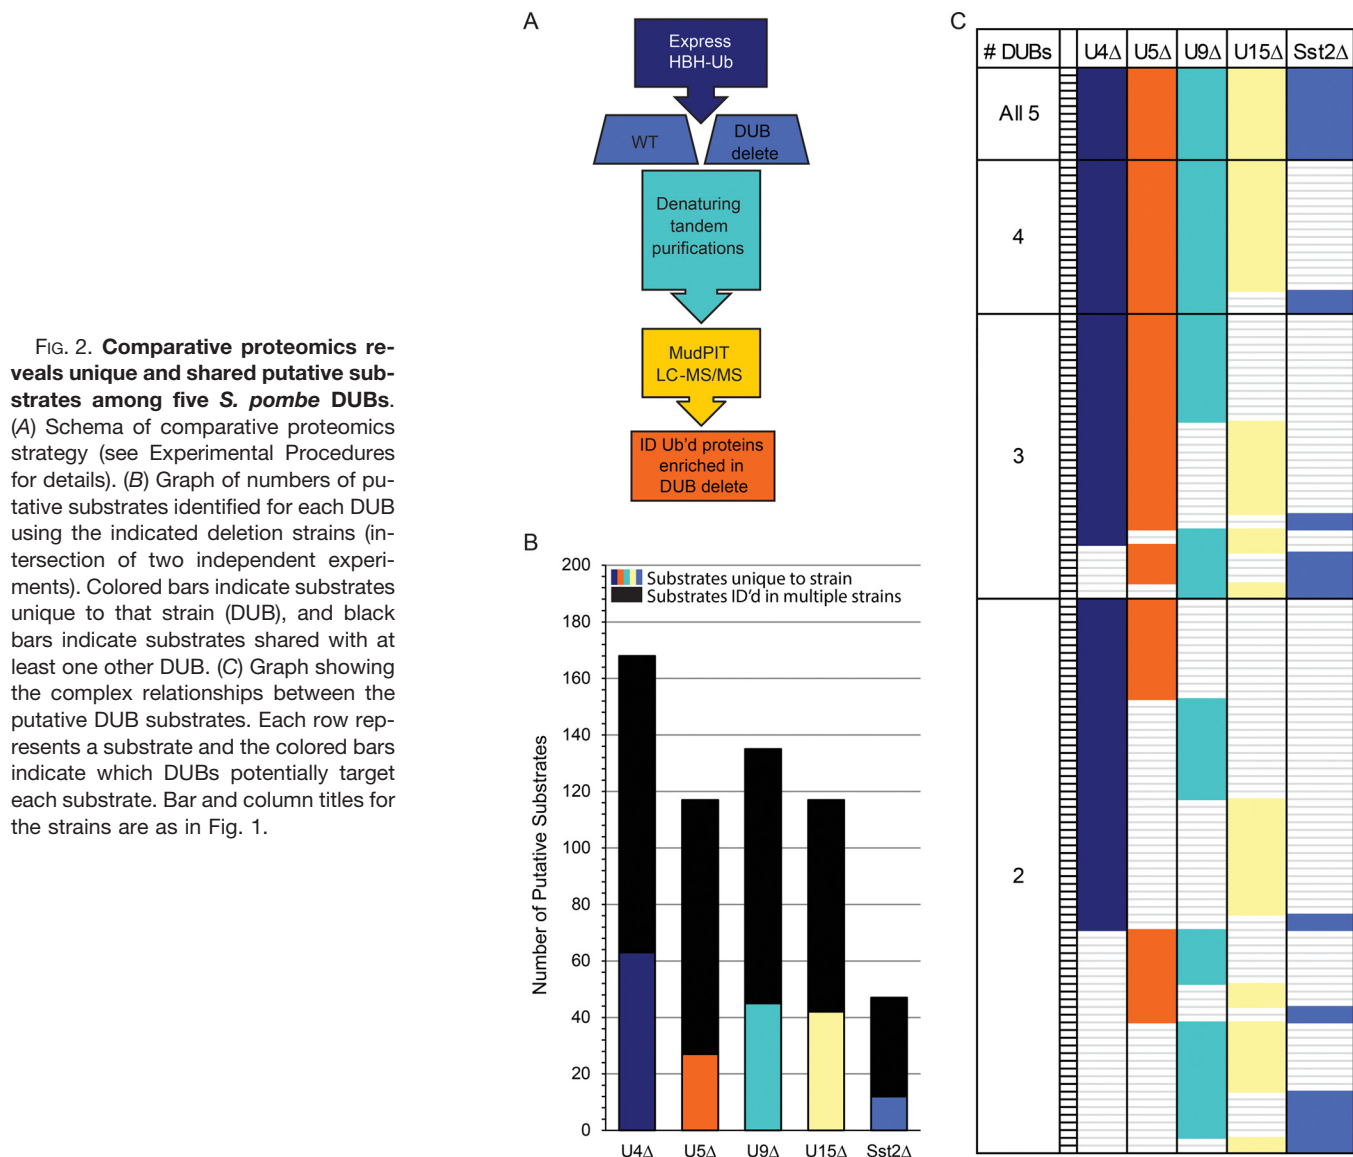 FIG. 2. Comparative proteomics re-
veals unique and shared putative sub-
strates among five S. pombe DUBs.
(A) Schema of comparative proteomics
strategy (see Experimental Procedures
for details). (B) Graph of numbers of pu-
tative substrates identified for each DUB
using the indicated deletion strains (in-
tersection of two independent experi-
ments). Colored bars indicate substrates
unique to that strain (DUB), and black
bars indicate substrates shared with at
least one other DUB. (C) Graph showing
the complex relationships between the
putative DUB substrates. Each row rep-
resents a substrate and the colored bars
indicate which DUBs potentially target
each substrate. Bar and column titles for
the strains are as in Fig. 1.
A
Express
HBH-Ub
WT
DUB
delete
Denaturing
tandem
purifications
MudPIT
LC-MS/MS
ID Ub'd proteins
enriched in
DUB delete
B
Number of Putative Substrates
200
180
160
140
120
100
80
60
40
20
0
Substrates unique to strain
Substrates ID'd in multiple strains
U4Δ U5Δ U9Δ U15Δ Sst2Δ
C
# DUBs U4Δ U5Δ U9Δ U15Δ Sst2Δ
All 5
4
3
2